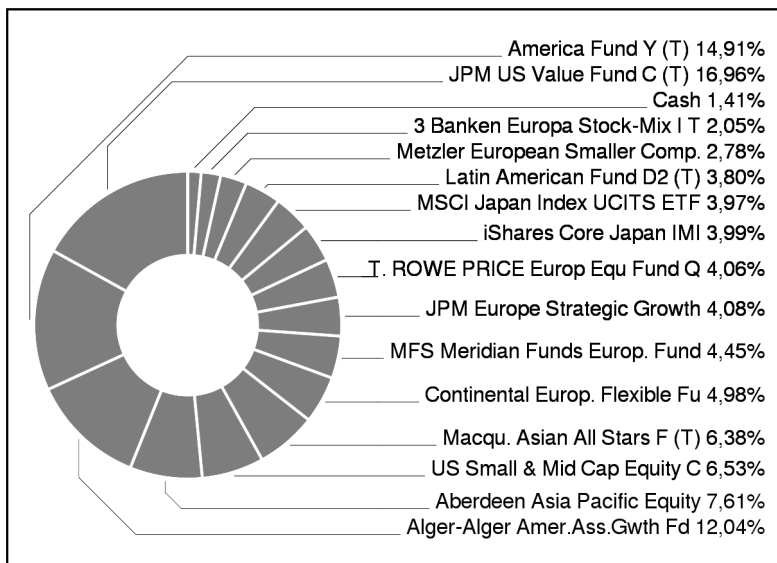 America Fund Y (T) 14,91%
JPM US Value Fund C (T) 16,96%
Cash 1,41%
3 Banken Europa Stock-Mix I T 2,05%
Metzler European Smaller Comp. 2,78%
Latin American Fund D2 (T) 3,80%
MSCI Japan Index UCITS ETF 3,97%
iShares Core Japan IMI 3,99%
T. ROWE PRICE Europ Equ Fund Q 4,06%
JPM Europe Strategic Growth 4,08%
MFS Meridian Funds Europ. Fund 4,45%
Continental Europ. Flexible Fu 4,98%
Macqu. Asian All Stars F (T) 6,38%
US Small & Mid Cap Equity C 6,53%
Aberdeen Asia Pacific Equity 7,61%
Alger-Alger Amer.Ass.Gwth Fd 12,04%